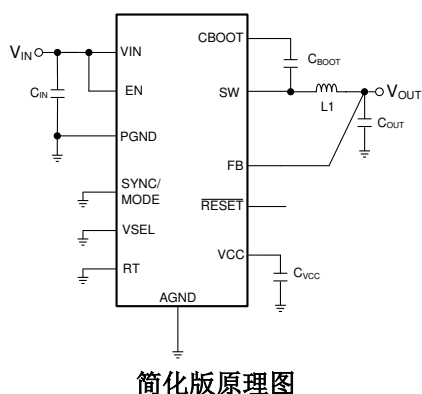 CBOOT
VIN
VIN
CBOOT
CIN
EN
SW
VOUT
L1
COUT
PGND
FB
SYNC/
MODE
RESET
VSEL
VCC
RT
CVCC
AGND
简化版原理图